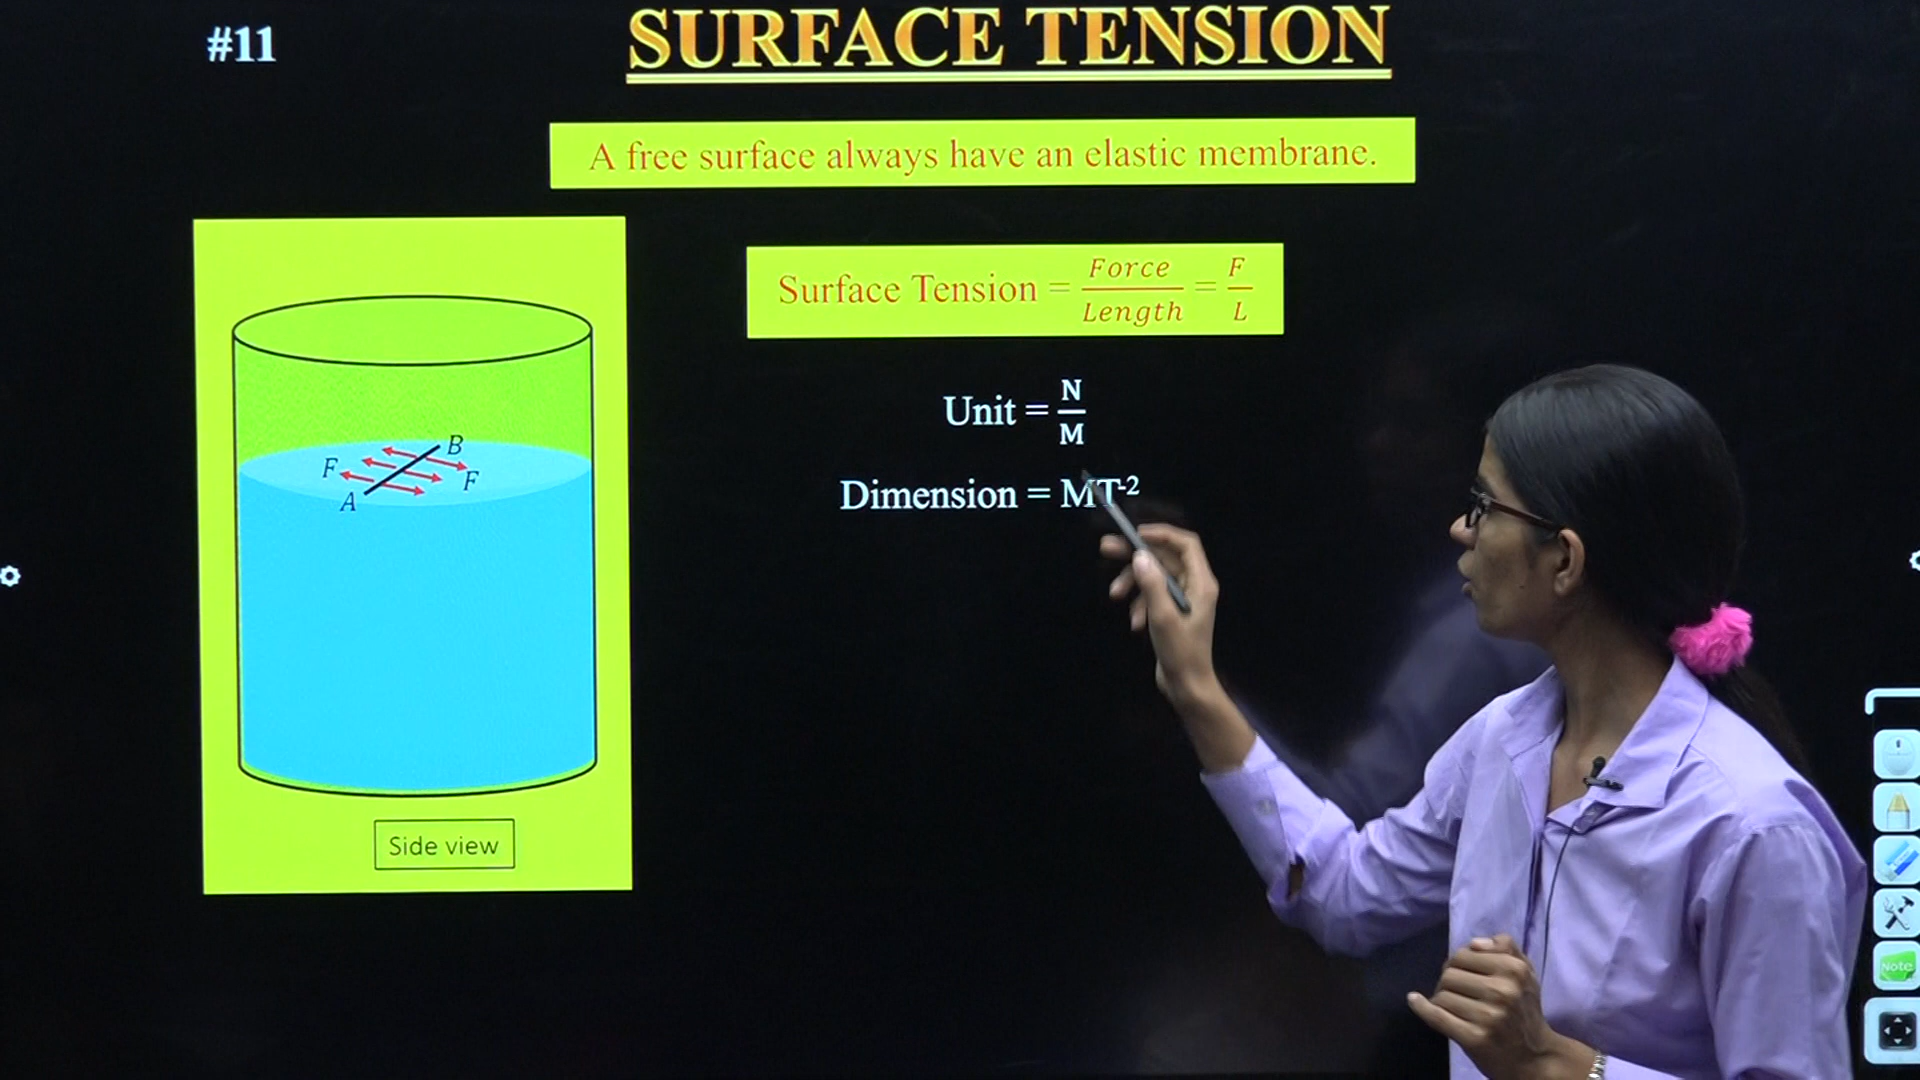 #11
SURFACE TENSION
A free surface always have an elastic membrane.
Surface Tension = Force/Length = F/L
Unit = N/M
Dimension = MT⁻²
B
F
F
A
Side view
Note